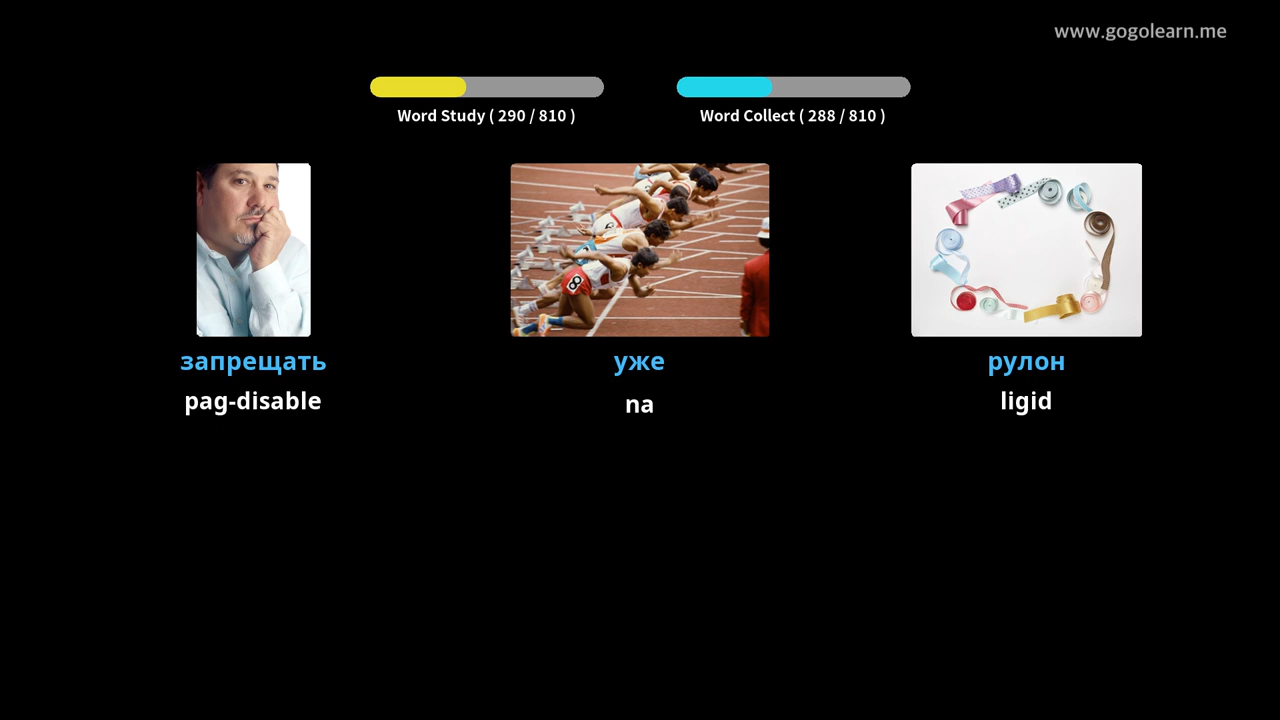 www.gogolearn.me
Word Study ( 290 / 810 )
Word Collect ( 288 / 810 )
запрещать
уже
рулон
pag-disable
na
ligid